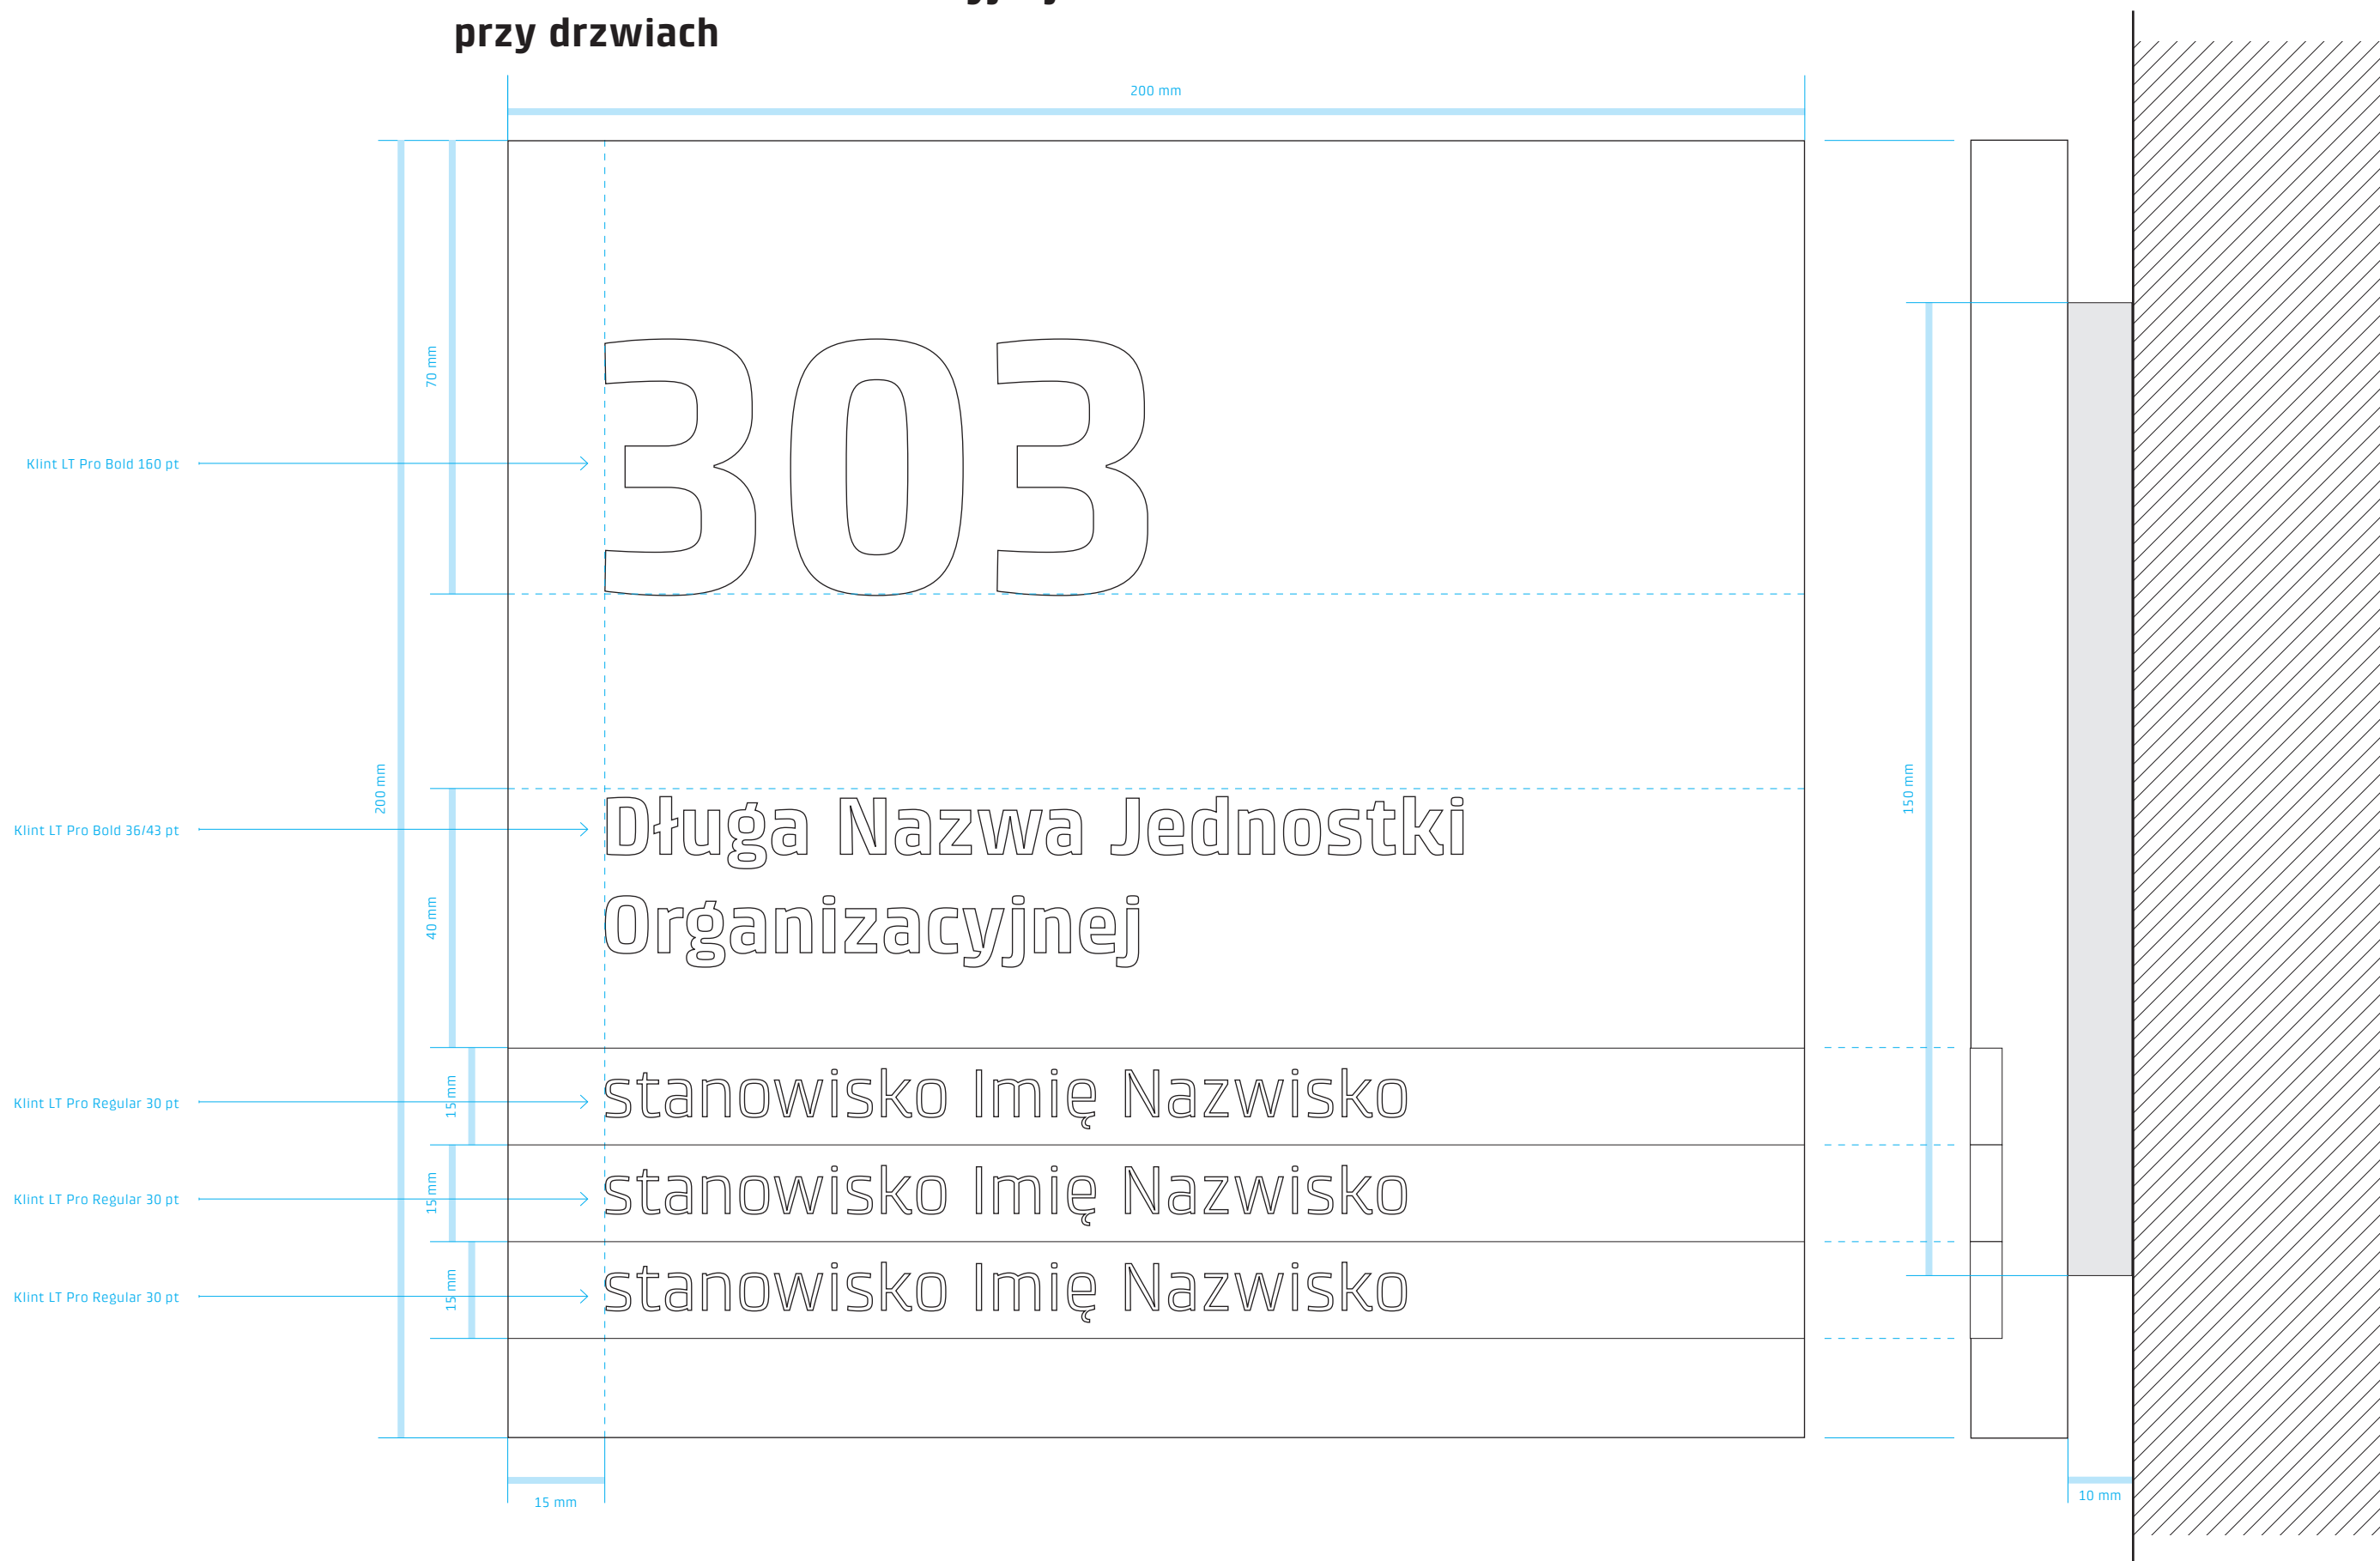 przy drzwiach
200 mm
70 mm
Klint LT Pro Bold 160 pt
303
200 mm
150 mm
Klint LT Pro Bold 36/43 pt
Długa Nazwa Jednostki
Organizacyjnej
40 mm
Klint LT Pro Regular 30 pt
15 mm
stanowisko Imię Nazwisko
Klint LT Pro Regular 30 pt
15 mm
stanowisko Imię Nazwisko
Klint LT Pro Regular 30 pt
15 mm
stanowisko Imię Nazwisko
15 mm
10 mm